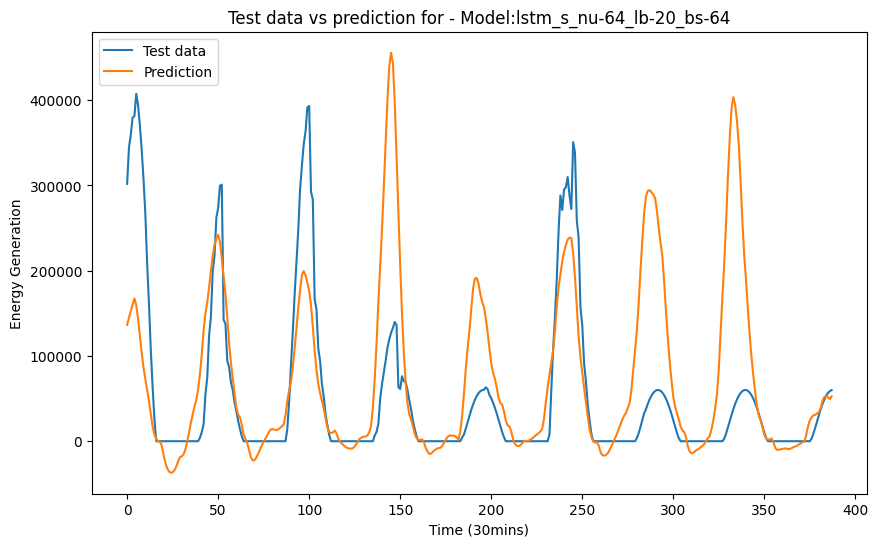 Test data vs prediction for - Model:lstm_s_nu-64_lb-20_bs-64
Test data
Prediction
Energy Generation
400000
300000
200000
100000
0
0
50
100
150
200
250
300
350
400
Time (30mins)